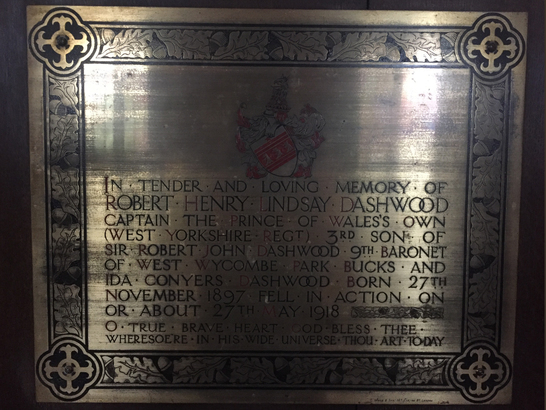 IN · TENDER · AND · LOVING · MEMORY · OF
ROBERT · HENRY · LINDSAY · DASHWOOD
CAPTAIN · THE · PRINCE · OF · WALES'S · OWN
(WEST · YORKSHIRE · REGT) · 3RD · SON · OF
SIR · ROBERT · JOHN · DASHWOOD · 9TH · BARONET
OF · WEST · WYCOMBE · PARK · BUCKS · AND
IDA · CONYERS · DASHWOOD · BORN · 27TH
NOVEMBER · 1897 · FELL · IN · ACTION · ON
OR · ABOUT · 27TH · MAY · 1918
O · TRUE · BRAVE · HEART · GOD · BLESS · THEE ·
WHERESOE'RE · IN · HIS · WIDE · UNIVERSE · THOU · ART · TO·DAY